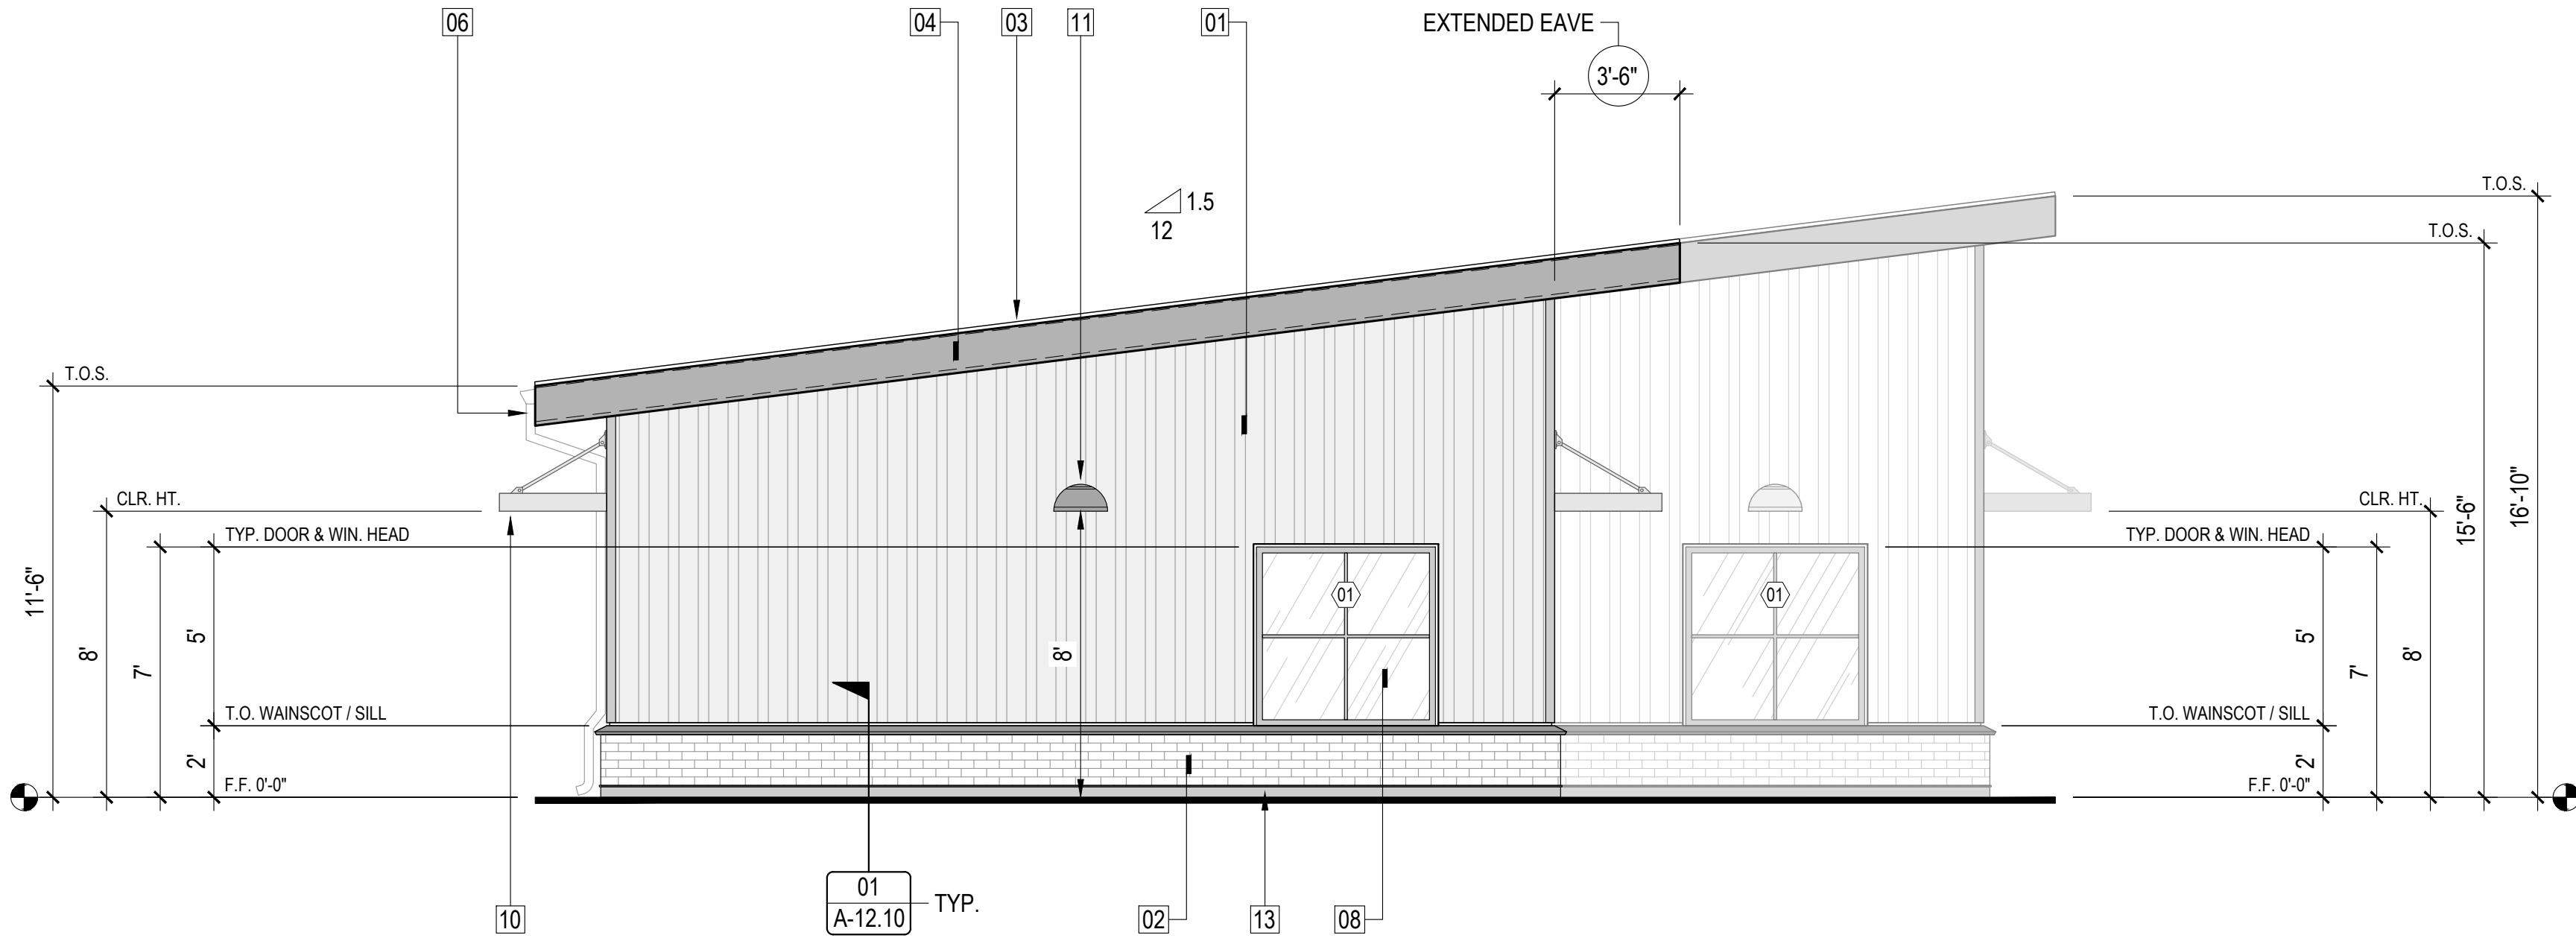 06
04
03
11
01
EXTENDED EAVE
3'-6"
1.5
12
T.O.S.
T.O.S.
T.O.S.
11'-6"
CLR. HT.
8'
TYP. DOOR & WIN. HEAD
7'
5'
T.O. WAINSCOT / SILL
2'
F.F. 0'-0"
8'
01
01
CLR. HT.
TYP. DOOR & WIN. HEAD
T.O. WAINSCOT / SILL
F.F. 0'-0"
5'
2'
7'
8'
15'-6"
16'-10"
10
01
A-12.10
TYP.
02
13
08